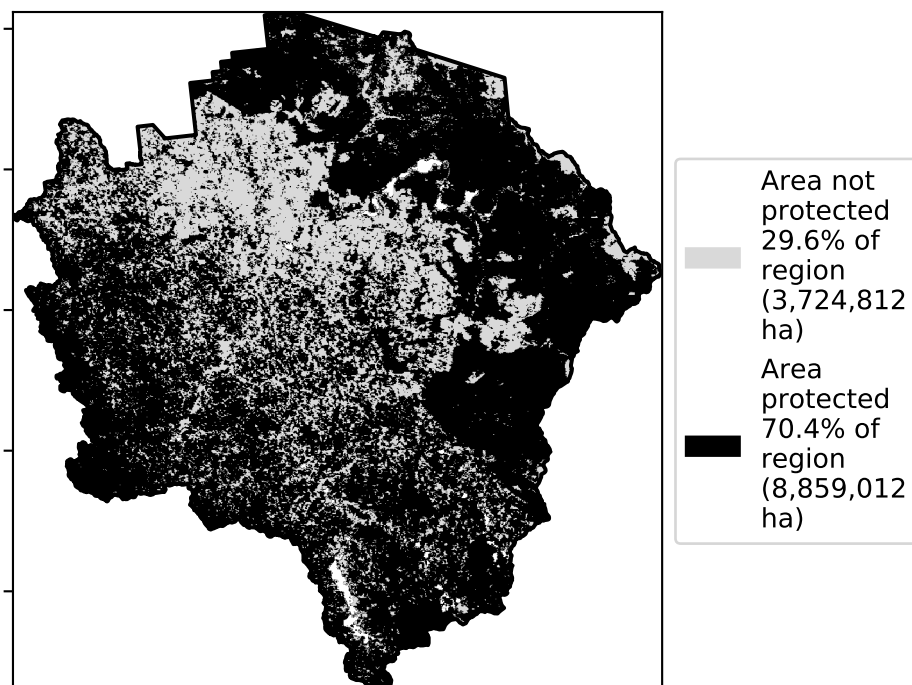 Area not
protected
29.6% of
region
(3,724,812
ha)
Area
protected
70.4% of
region
(8,859,012
ha)